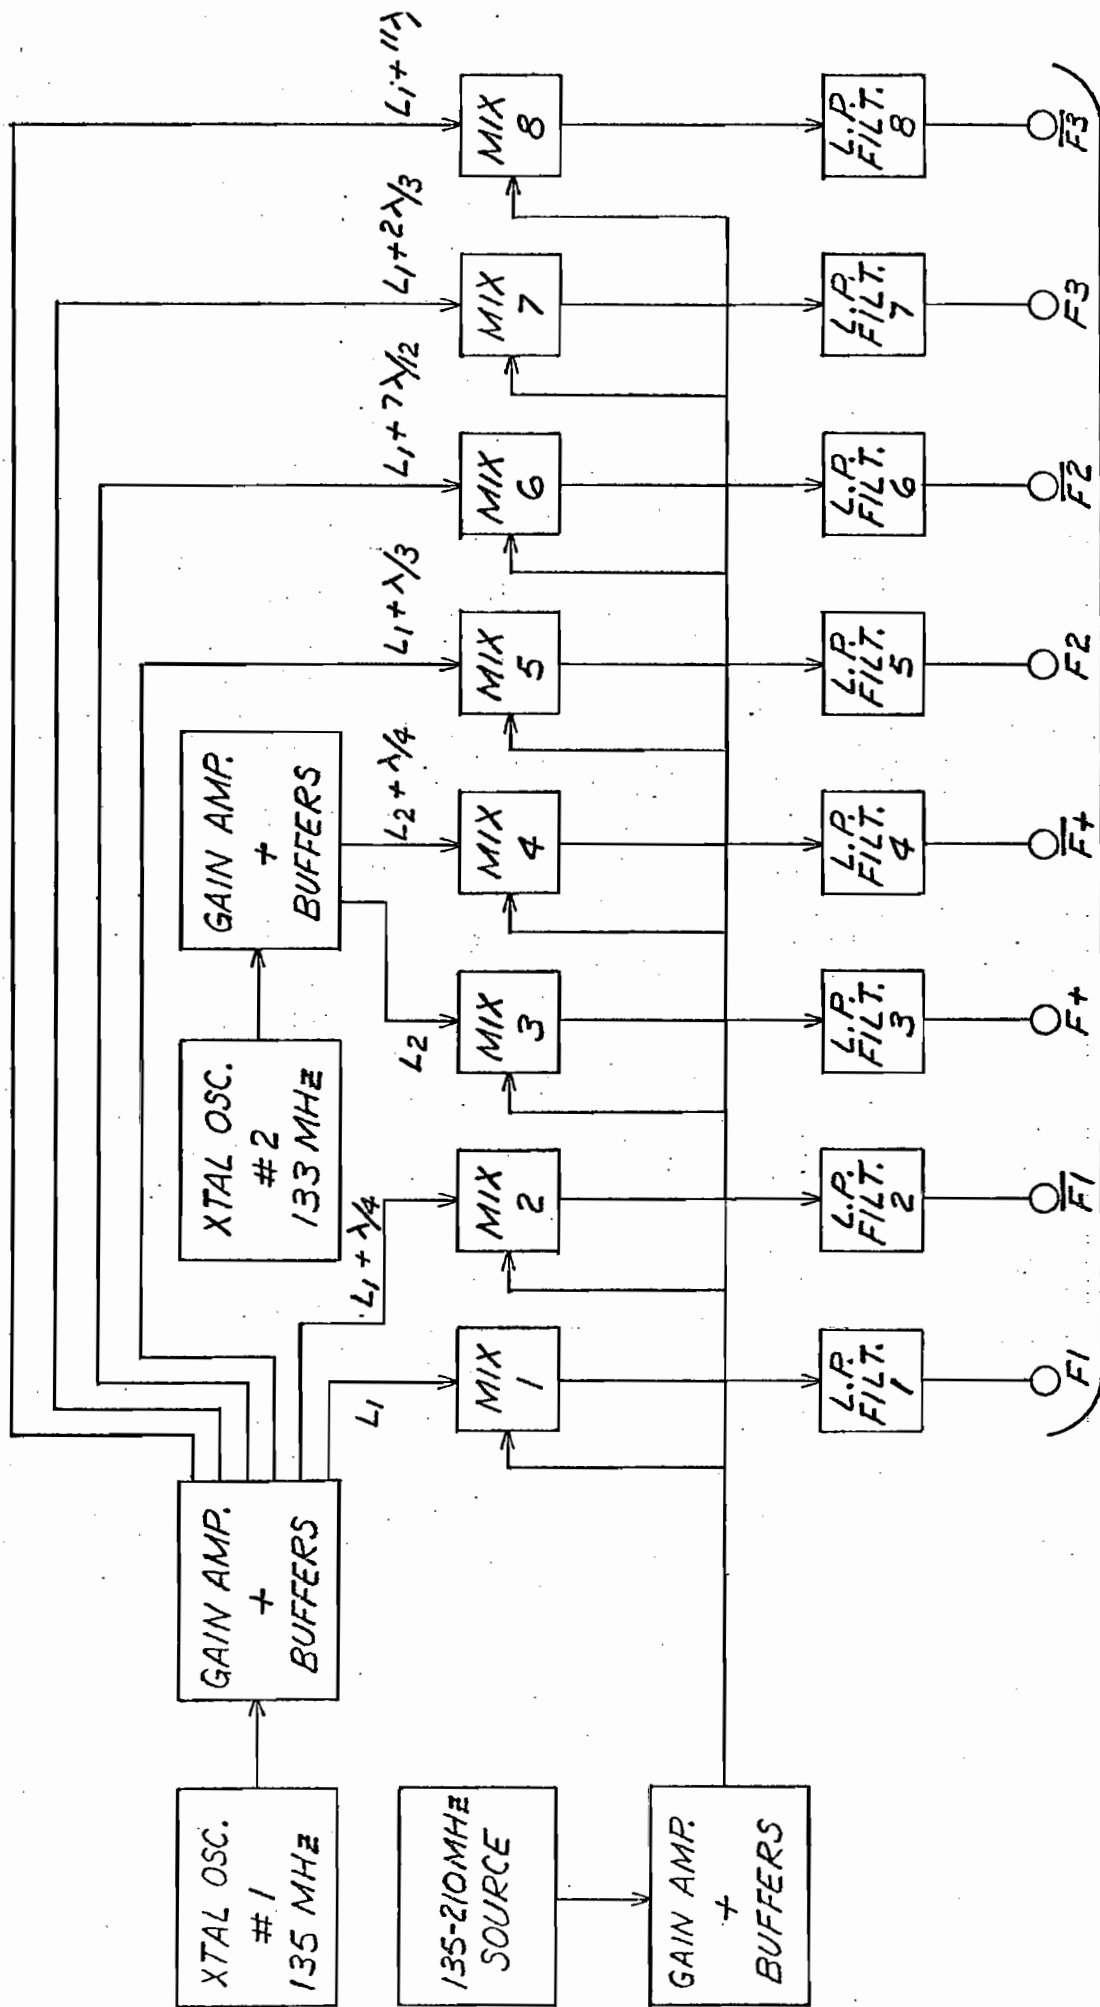 XTAL OSC.
#1
135 MHz
GAIN AMP.
+
BUFFERS
XTAL OSC.
#2
133 MHz
GAIN AMP.
+
BUFFERS
135-210MHz
SOURCE
GAIN AMP.
+
BUFFERS
L1
L1 + λ/4
L2
L2 + λ/4
L1 + λ/3
L1 + 7λ/12
L1 + 2λ/3
L1 + 11λ
MIX
1
MIX
2
MIX
3
MIX
4
MIX
5
MIX
6
MIX
7
MIX
8
L.P.
FILT.
1
L.P.
FILT.
2
L.P.
FILT.
3
L.P.
FILT.
4
L.P.
FILT.
5
L.P.
FILT.
6
L.P.
FILT.
7
L.P.
FILT.
8
F1
F̅1̅
F+
F̅+̅
F2
F̅2̅
F3
F̅3̅